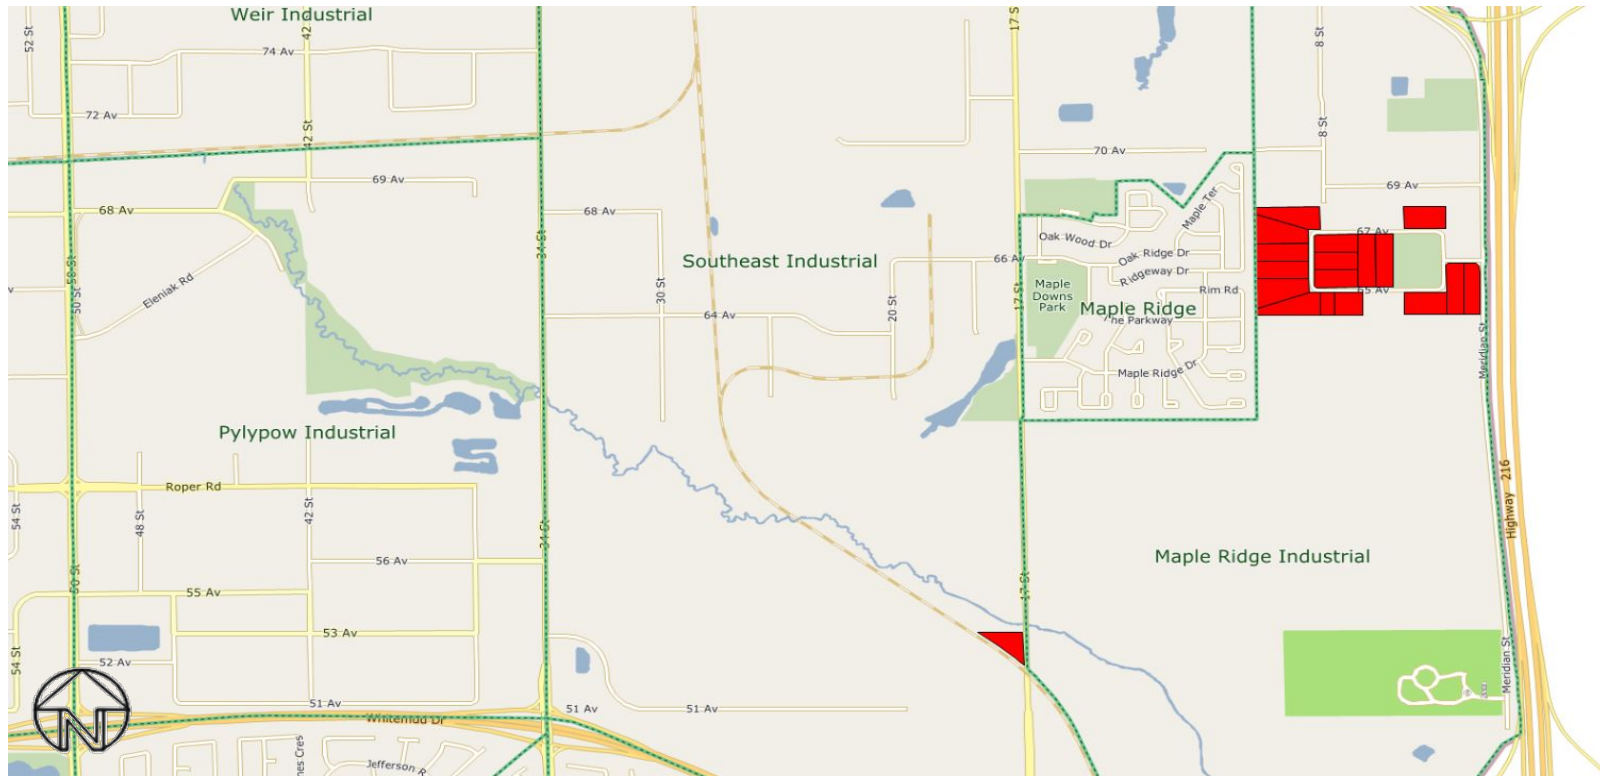 Weir Industrial
52 St
42
17 St
8 St
74 Av
72 Av
42 St
8 St
70 Av
69 Av
69 Av
68 Av
68 Av
Maple Ter
67 Av
Oak Wood Dr
34 St
50 St
Oak Ridge Dr
66 Av
Southeast Industrial
Ridgeway Dr
Eleniak Rd
50 St
30 St
20 St
17 St
Maple
Downs
Park
Rim Rd
65 Av
Maple Ridge
The Parkway
64 Av
Meridian St
Maple Ridge Dr
Pylypow Industrial
Roper Rd
54 St
48 St
42 St
34 St
Highway 216
56 Av
Maple Ridge Industrial
50 St
17 St
55 Av
53 Av
54 St
52 Av
Meridian St
51 Av
51 Av
51 Av
Whitemud Dr
N
nes Cres
Jefferson R